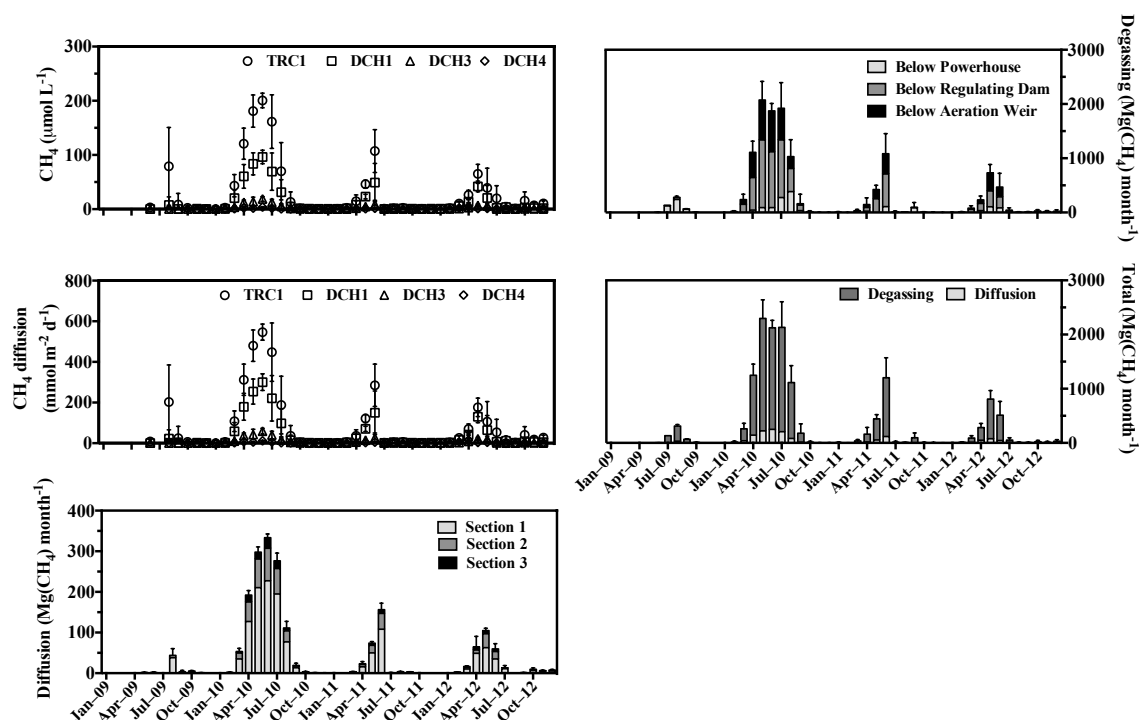 300
200
100
0
CH4 (µmol L–1)
TRC1 DCH1 DCH3 DCH4
Below Powerhouse
Below Regulating Dam
Below Aeration Weir
3000
2000
1000
0
Degassing (Mg(CH4) month-1)
800
600
400
200
0
CH4 diffusion
(mmol m–2 d–1)
TRC1 DCH1 DCH3 DCH4
Degassing Diffusion
3000
2000
1000
0
Total (Mg(CH4) month-1)
Jan–09 Apr–09 Jul–09 Oct–09 Jan–10 Apr–10 Jul–10 Oct–10 Jan–11 Apr–11 Jul–11 Oct–11 Jan–12 Apr–12 Jul–12 Oct–12
400
300
200
100
0
Diffusion (Mg(CH4) month–1)
Section 1
Section 2
Section 3
Jan–09 Apr–09 Jul–09 Oct–09 Jan–10 Apr–10 Jul–10 Oct–10 Jan–11 Apr–11 Jul–11 Oct–11 Jan–12 Apr–12 Jul–12 Oct–12